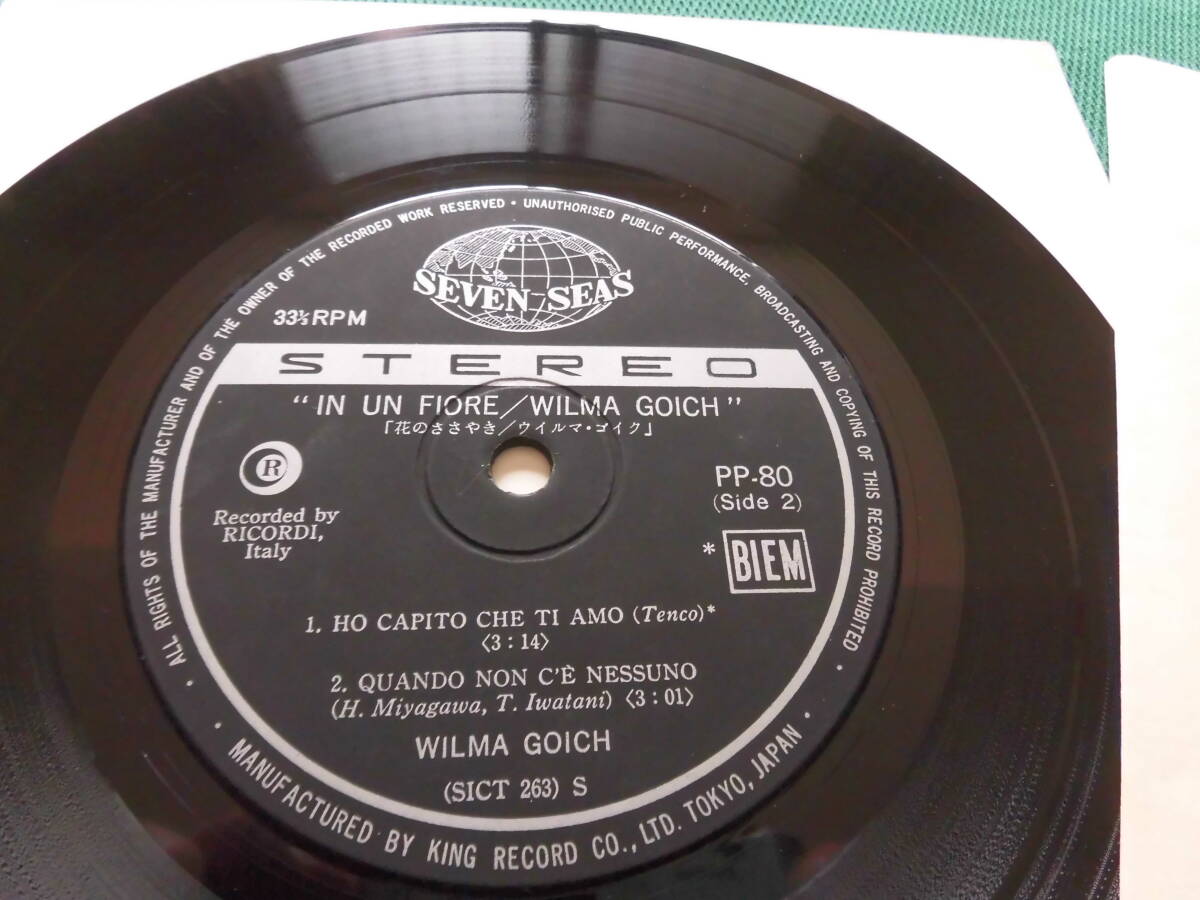 ALL RIGHTS OF THE MANUFACTURER AND OF THE OWNER OF THE RECORDED WORK RESERVED • UNAUTHORISED PUBLIC PERFORMANCE, BROADCASTING AND COPYING OF THIS RECORD PROHIBITED •
SEVEN SEAS
33⅓RPM
STEREO
"IN UN FIORE/WILMA GOICH"
「花のささやき/ウイルマ・ゴイク」
R
Recorded by
RICORDI,
Italy
PP-80
(Side 2)
* BIEM
1. HO CAPITO CHE TI AMO (Tenco)*
〈3:14〉
2. QUANDO NON C'È NESSUNO
(H. Miyagawa, T. Iwatani) 〈3:01〉
WILMA GOICH
(SICT 263) S
• MANUFACTURED BY KING RECORD CO., LTD. TOKYO, JAPAN •